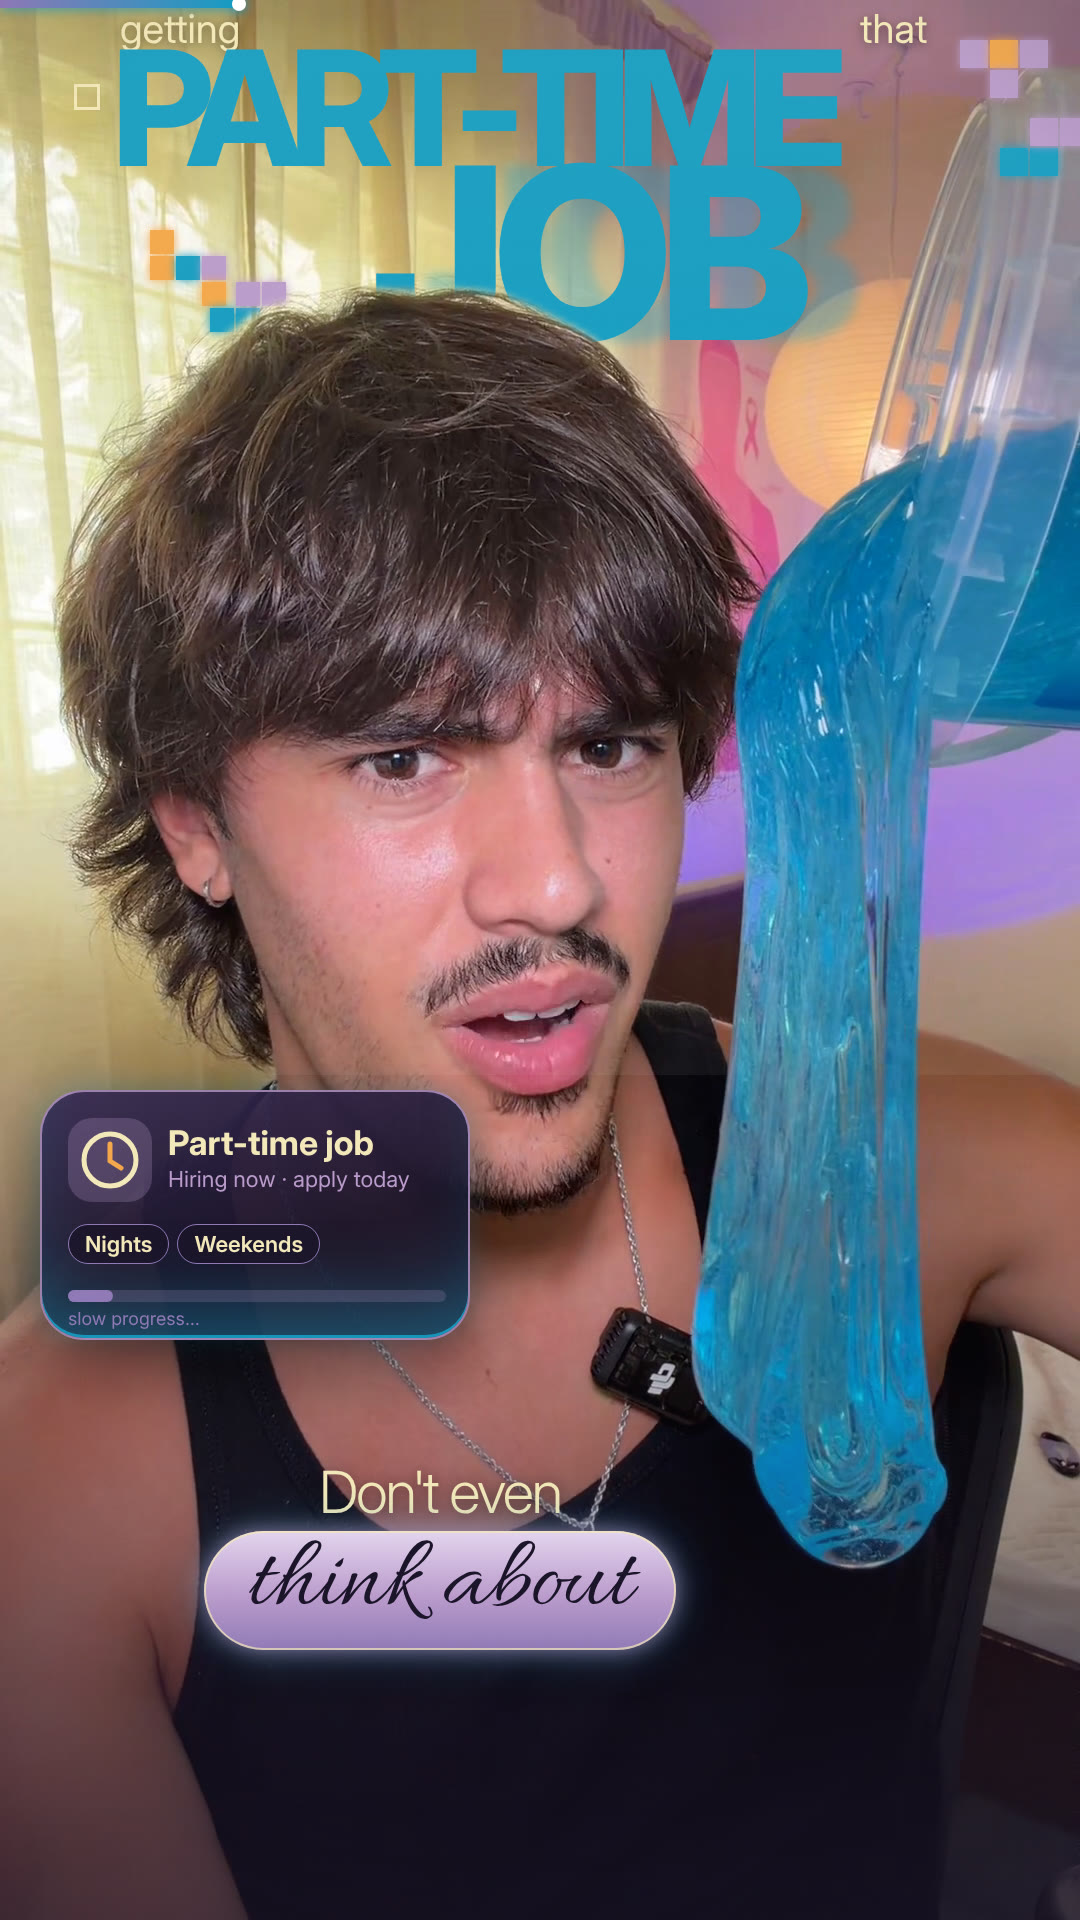 getting that
PART-TIME
JOB
Part-time job
Hiring now · apply today
Nights Weekends
slow progress...
Don't even
think about